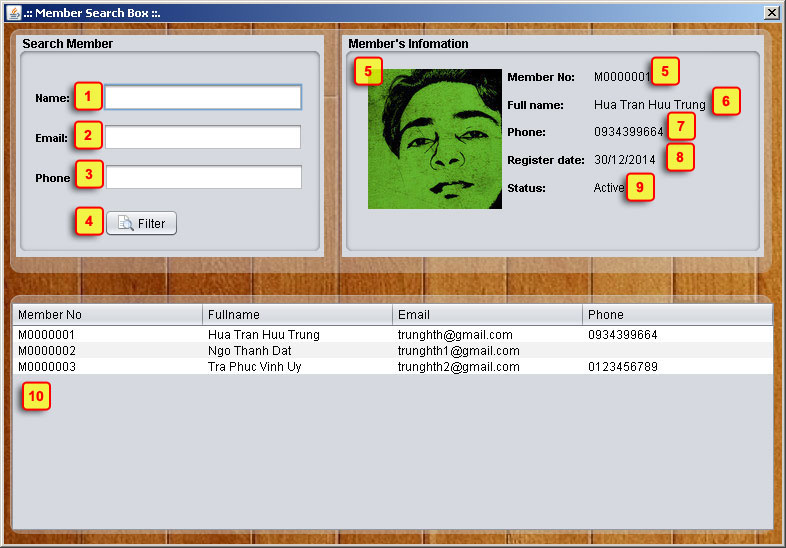 .:: Member Search Box ::.
Search Member
Name: 1
Email: 2
Phone 3
4 Filter
Member's Infomation
5
Member No: M0000001 5
Full name: Hua Tran Huu Trung 6
Phone: 0934399664 7
Register date: 30/12/2014 8
Status: Active 9
Member No Fullname Email Phone
M0000001 Hua Tran Huu Trung trunghth@gmail.com 0934399664
M0000002 Ngo Thanh Dat trunghth1@gmail.com
M0000003 Tra Phuc Vinh Uy trunghth2@gmail.com 0123456789
10